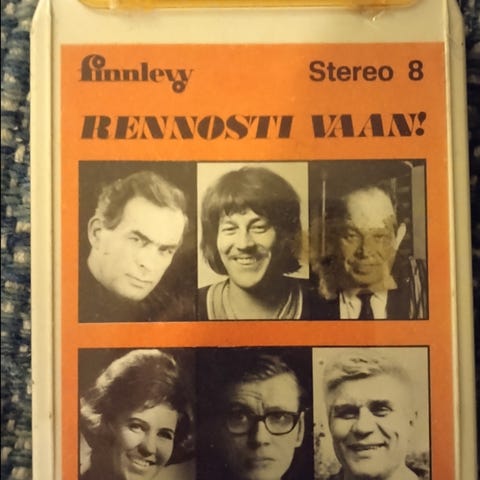 finnlevy
Stereo 8
RENNOSTI VAAN!